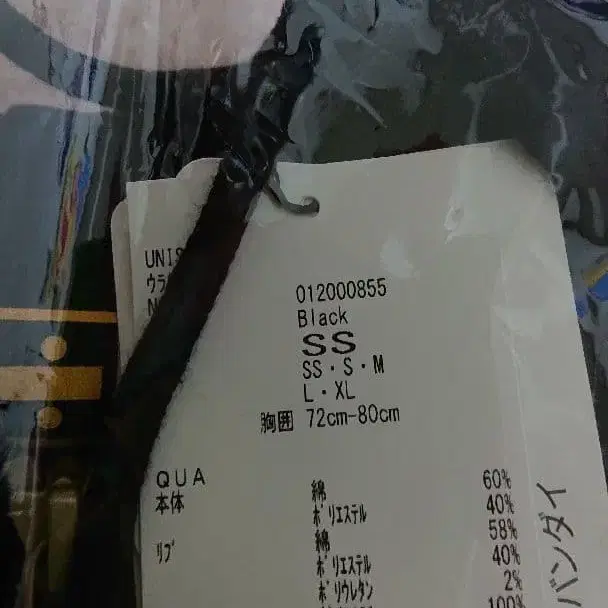 UNIS
ウラ
012000855
Black
SS
SS・S・M
L・XL
胸囲 72cm-80cm
QUA
本体 綿 60%
ポリエステル 40%
リブ 綿 58%
ポリエステル 40%
ポリウレタン 2%
100%
バンダイ